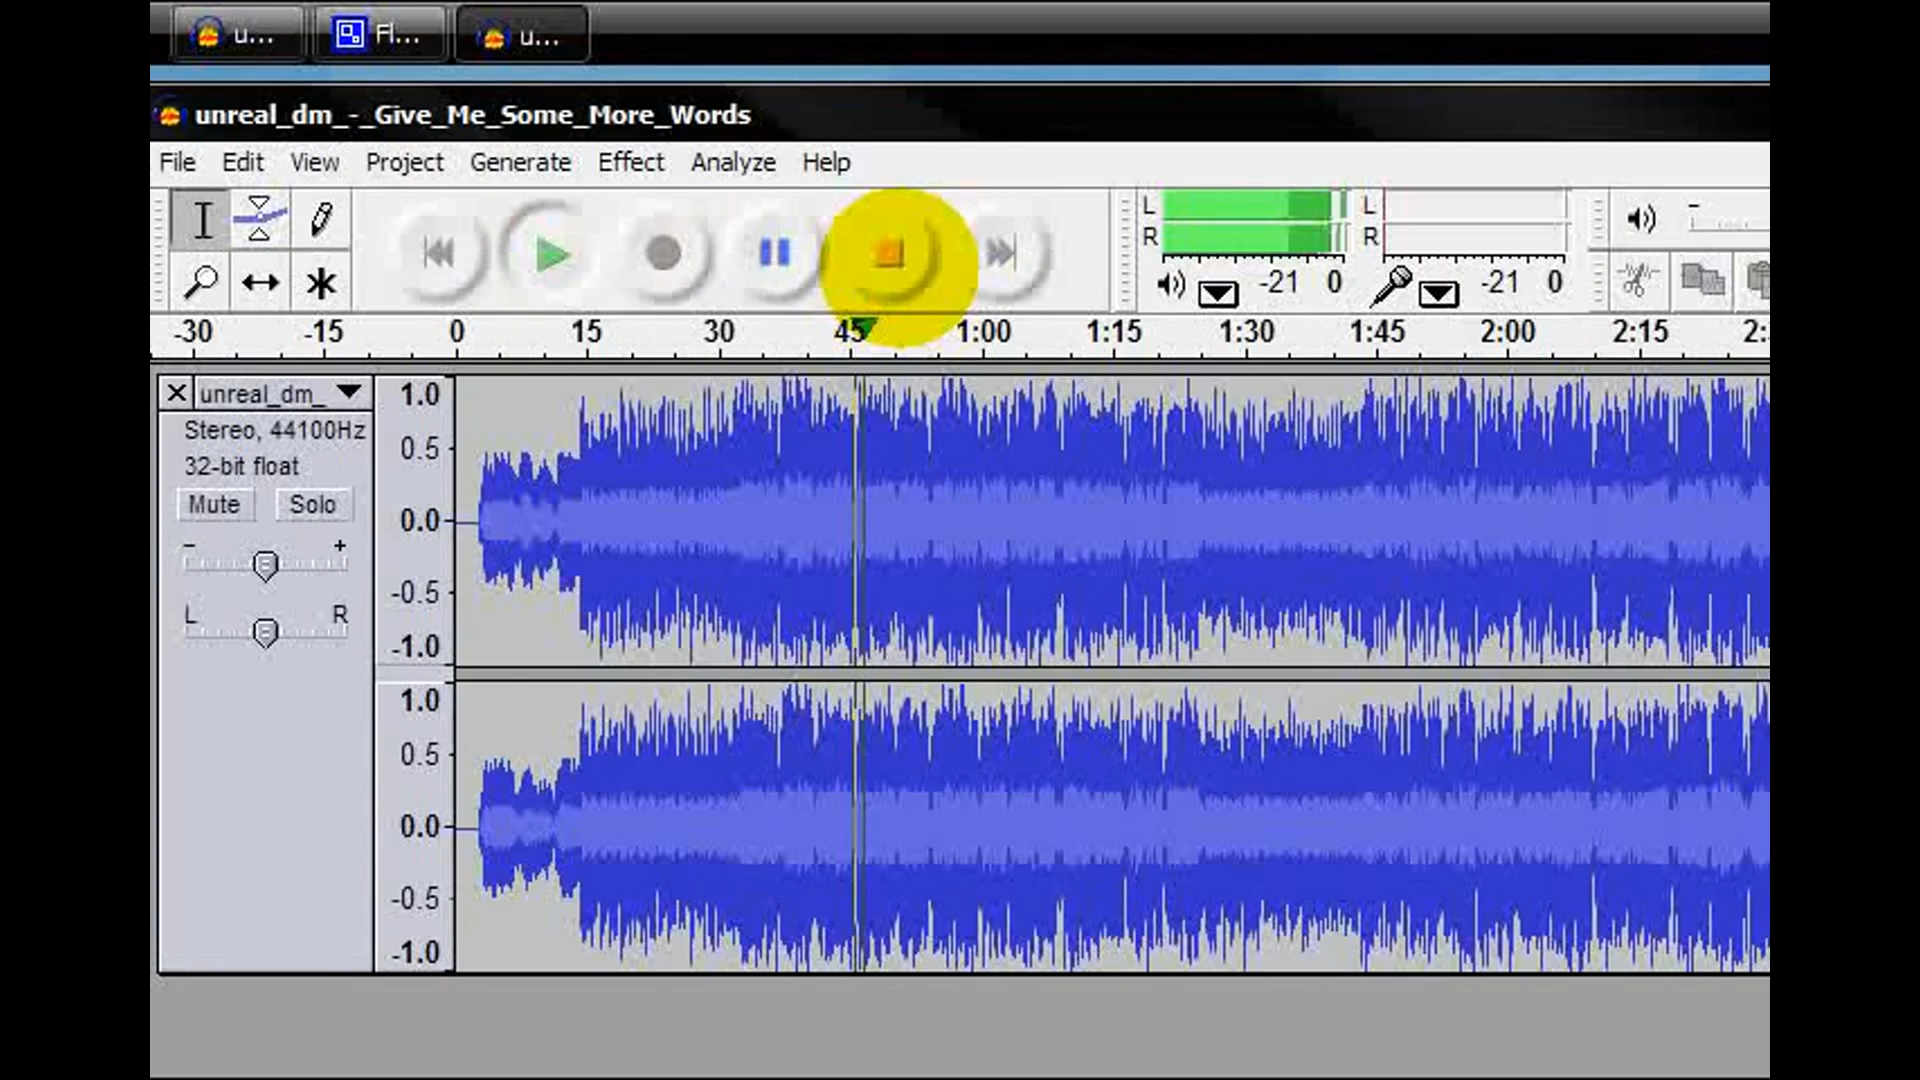 u... Fl... u...
unreal_dm_-_Give_Me_Some_More_Words
File Edit View Project Generate Effect Analyze Help
L L
R R
-21 0 -21 0
-30 -15 0 15 30 45 1:00 1:15 1:30 1:45 2:00 2:15 2:
unreal_dm_
Stereo, 44100Hz
32-bit float
Mute Solo
- +
L R
1.0
0.5
0.0
-0.5
-1.0
1.0
0.5
0.0
-0.5
-1.0